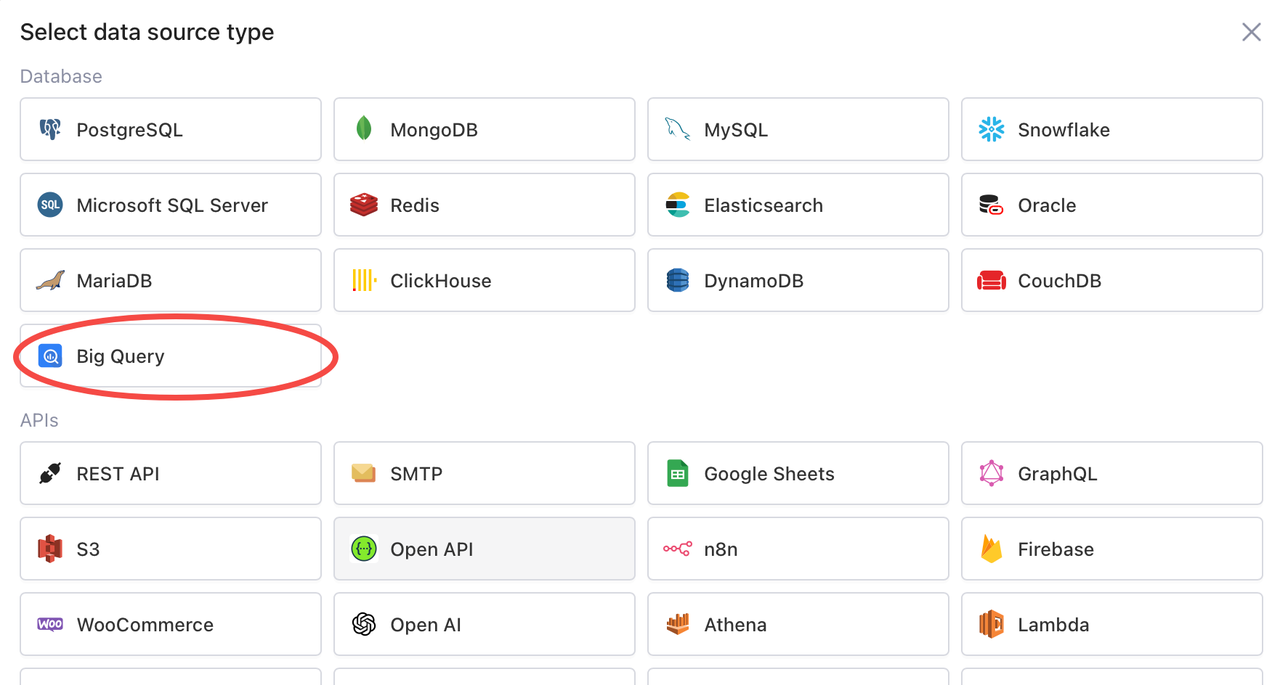 Select data source type
Database
PostgreSQL
MongoDB
MySQL
Snowflake
SQL
Microsoft SQL Server
Redis
Elasticsearch
Oracle
MariaDB
ClickHouse
DynamoDB
CouchDB
Big Query
APIs
REST API
SMTP
Google Sheets
GraphQL
S3
{··}
Open API
n8n
Firebase
WOO
WooCommerce
Open AI
Athena
Lambda